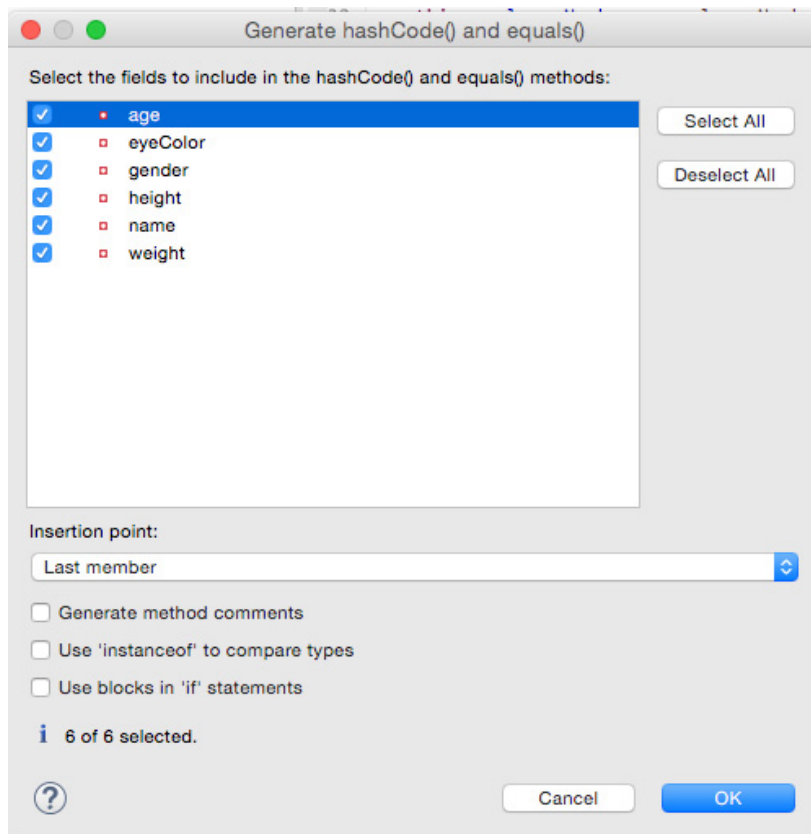 Generate hashCode() and equals()
Select the fields to include in the hashCode() and equals() methods:
age
eyeColor
gender
height
name
weight
Select All
Deselect All
Insertion point:
Last member
Generate method comments
Use 'instanceof' to compare types
Use blocks in 'if' statements
i 6 of 6 selected.
?
Cancel
OK